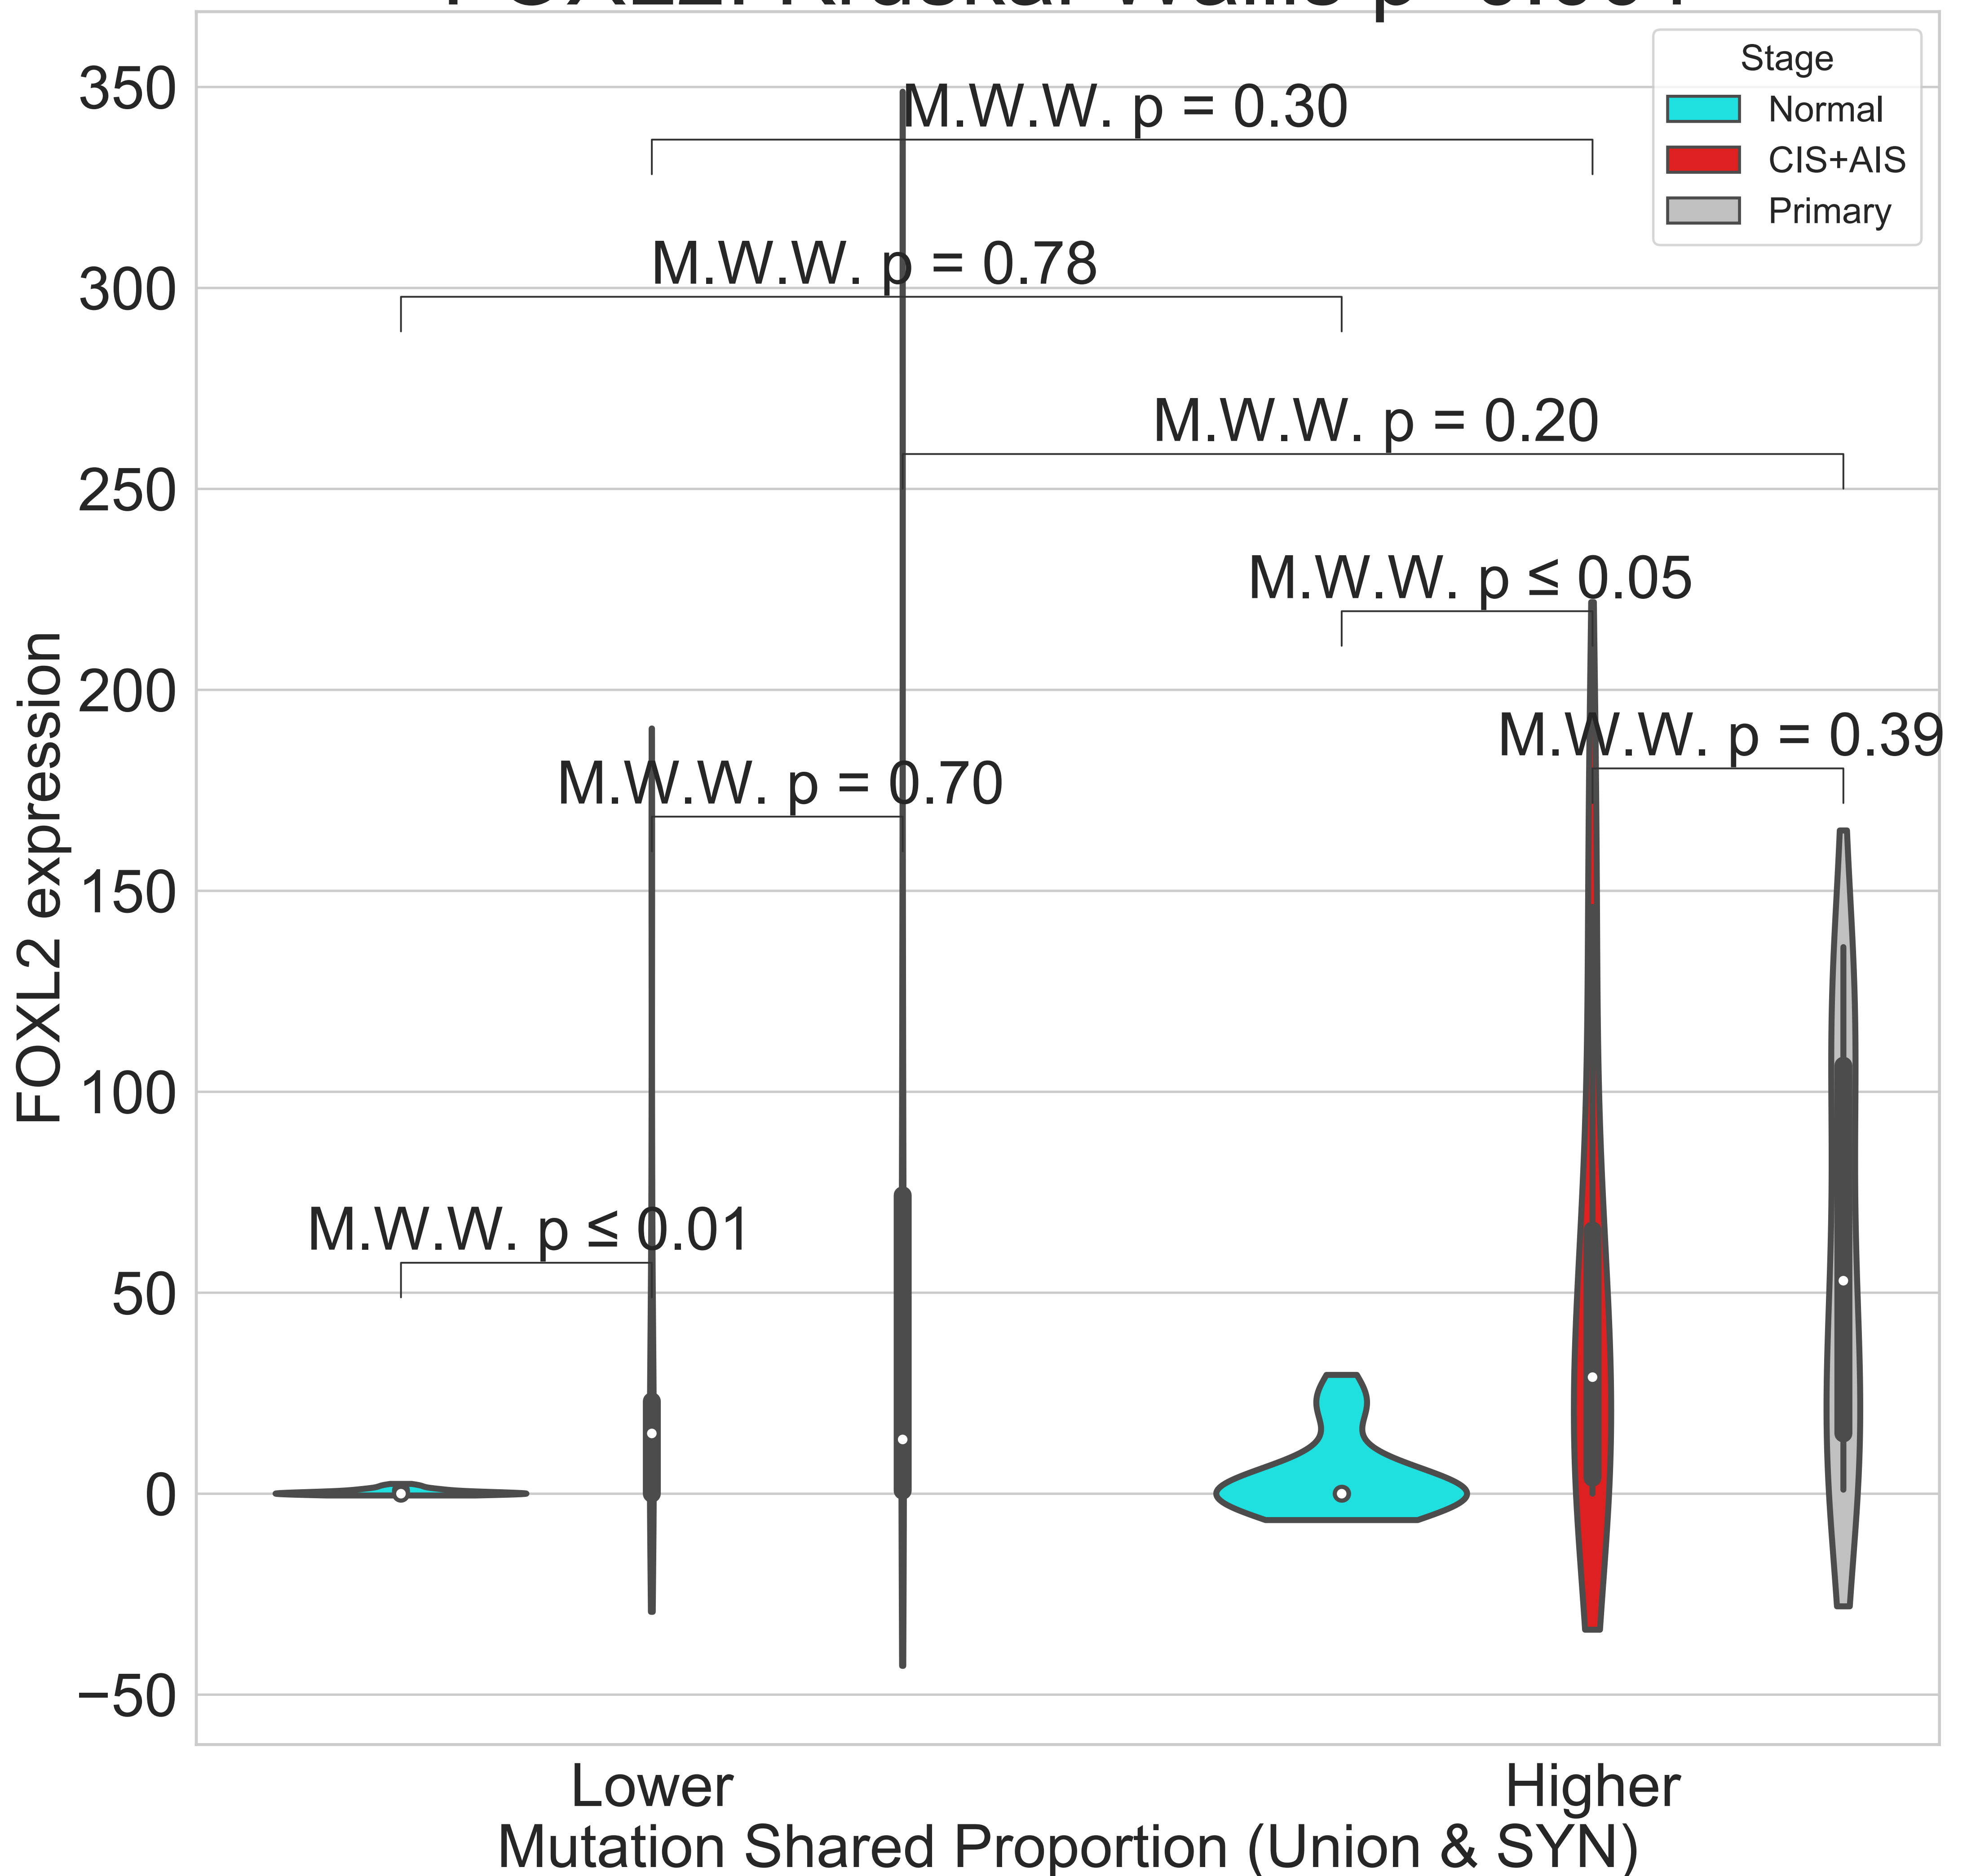 Stage
Normal
CIS+AIS
Primary
350
300
250
200
150
100
50
0
−50
FOXL2 expression
M.W.W. p = 0.30
M.W.W. p = 0.78
M.W.W. p = 0.20
M.W.W. p ≤ 0.05
M.W.W. p = 0.39
M.W.W. p = 0.70
M.W.W. p ≤ 0.01
Lower
Higher
Mutation Shared Proportion (Union & SYN)